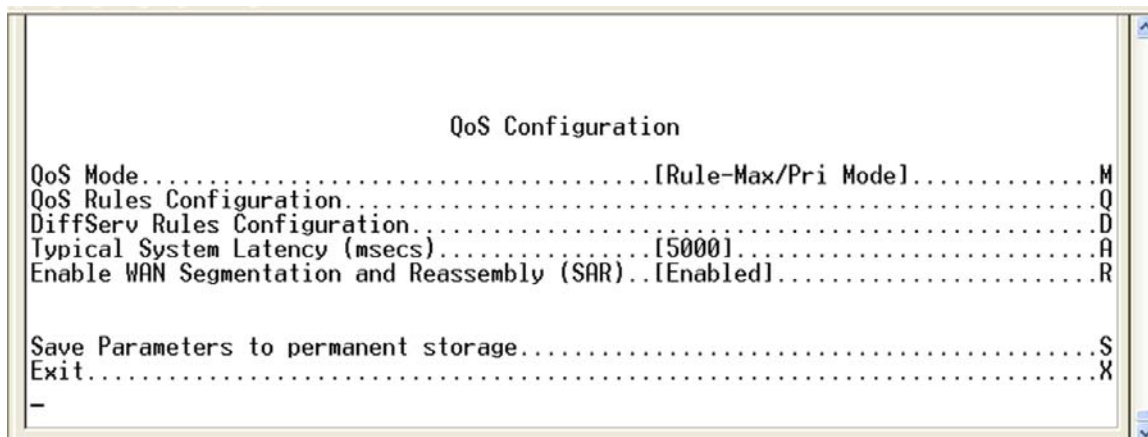 QoS Configuration
QoS Mode......................................[Rule-Max/Pri Mode]..............M
QoS Rules Configuration........................................................Q
DiffServ Rules Configuration...................................................D
Typical System Latency (msecs)................[5000]...........................A
Enable WAN Segmentation and Reassembly (SAR)..[Enabled]........................R
Save Parameters to permanent storage...........................................S
Exit...........................................................................X